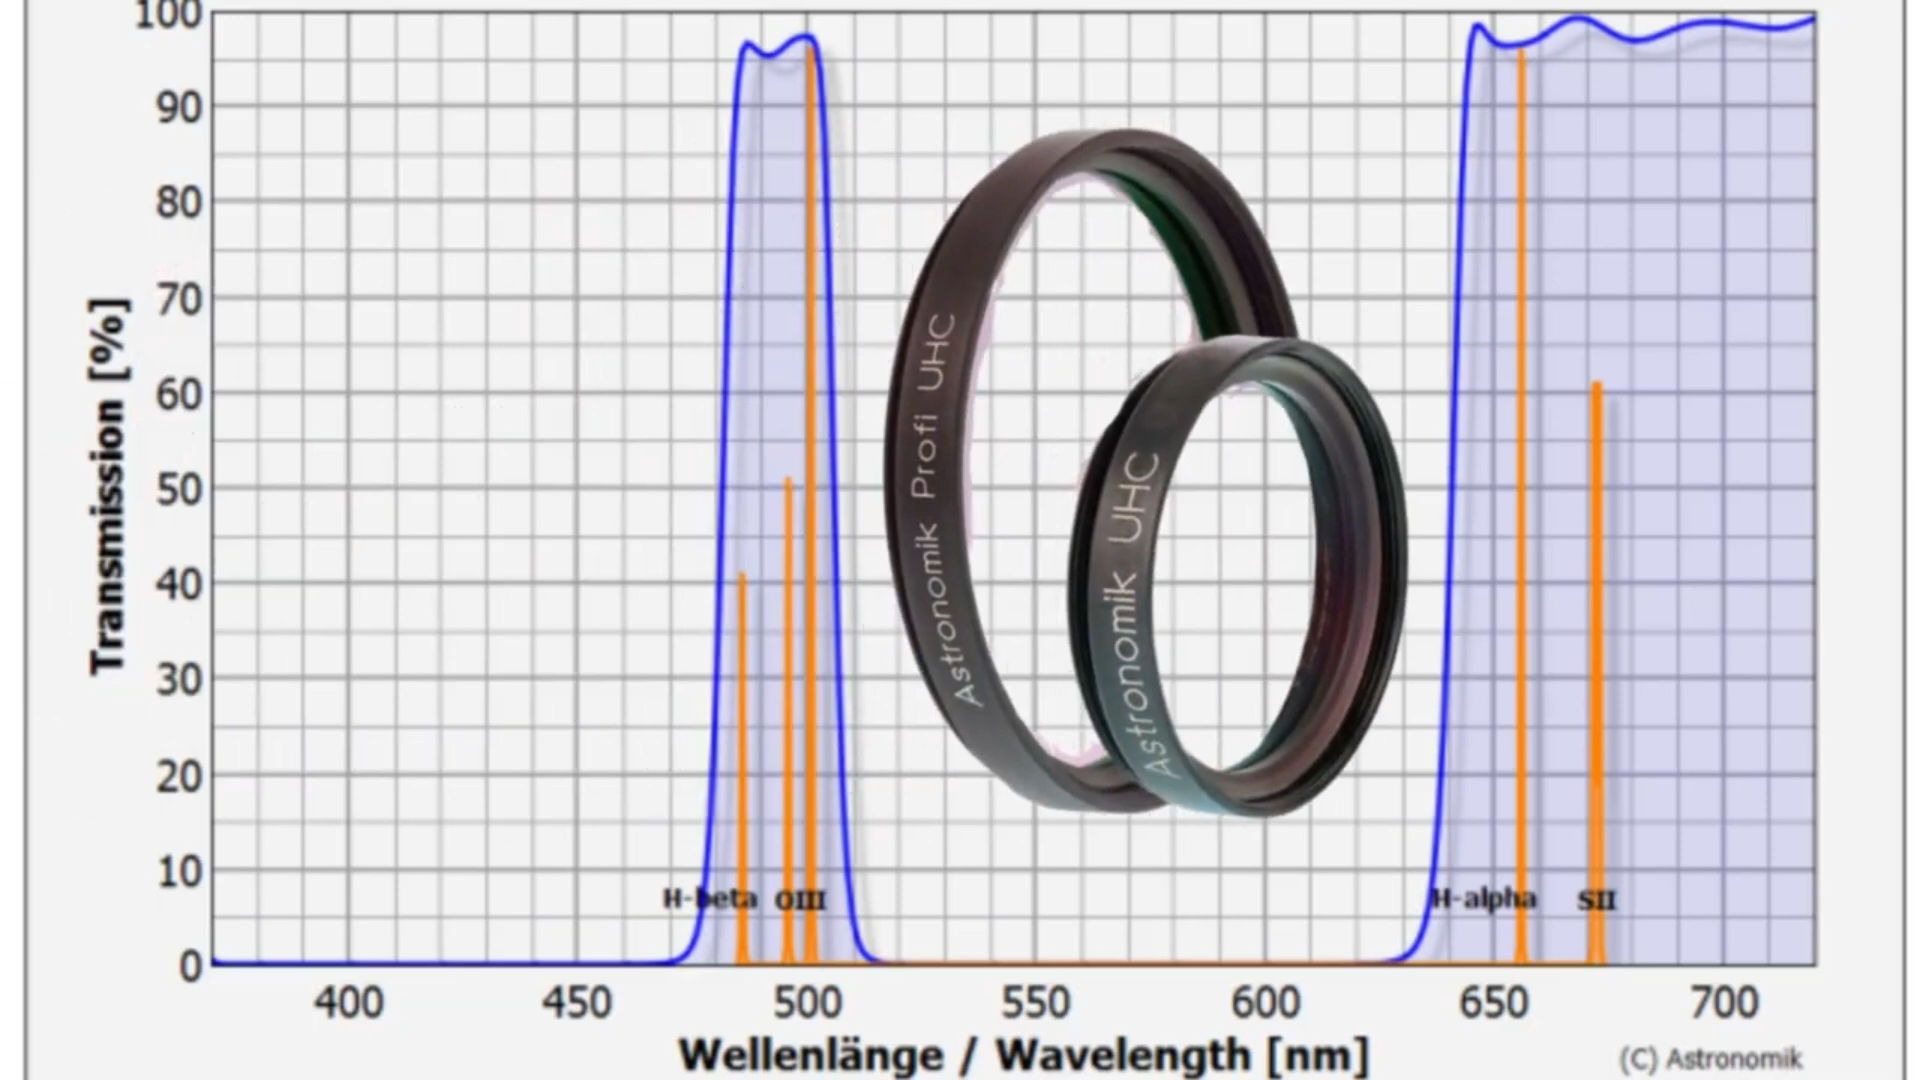 100
90
80
70
60
50
40
30
20
10
0
Transmission [%]
Astronomik Profi UHC
Astronomik UHC
H-beta OIII H-alpha SII
400 450 500 550 600 650 700
Wellenlänge / Wavelength [nm]
(C) Astronomik